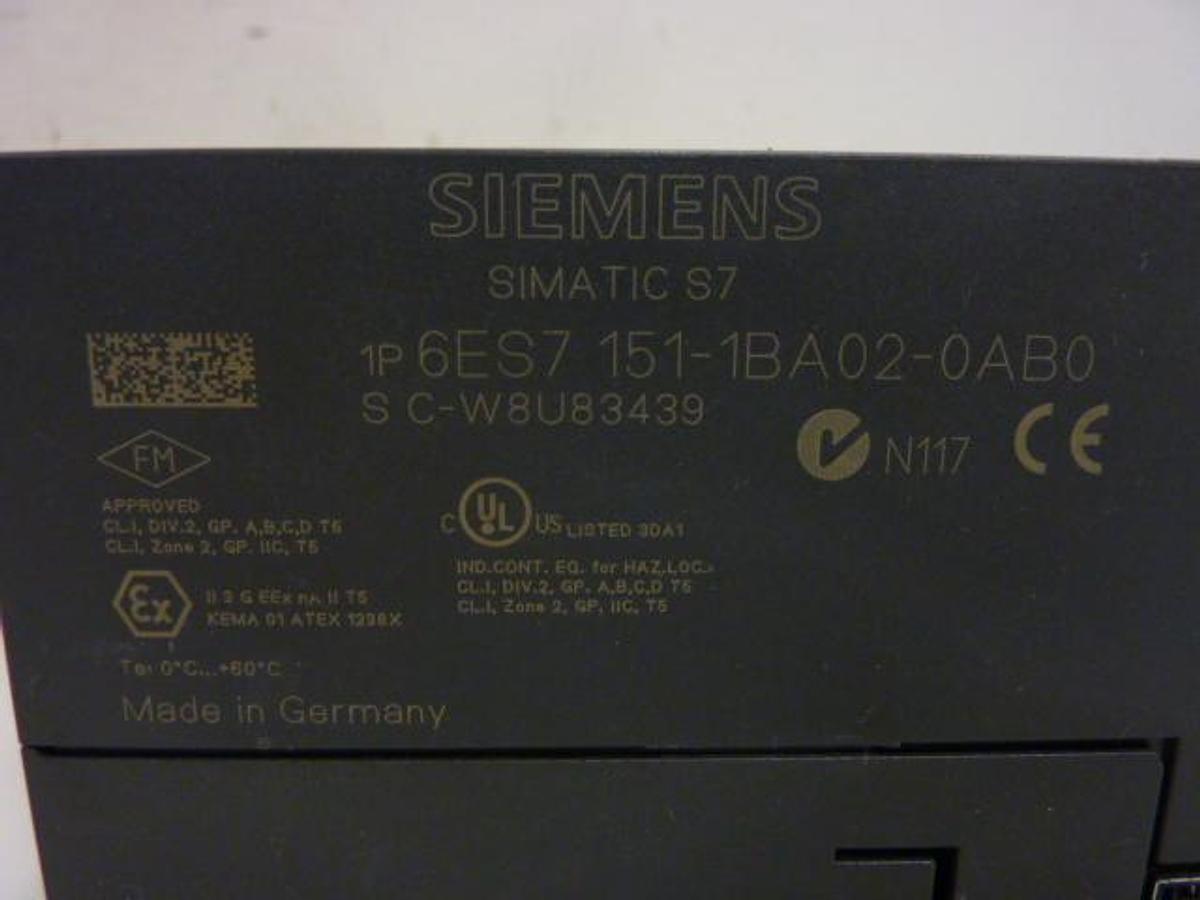 SIEMENS
SIMATIC S7
1P 6ES7 151-1BA02-0AB0
S C-W8U83439
N117 CE
FM
APPROVED
CL.I, DIV.2, GP. A,B,C,D T5
CL.I, Zone 2, GP. IIC, T5
C UL US LISTED 30A1
IND.CONT. EQ. for HAZ.LOC.
CL.I, DIV.2, GP. A,B,C,D T5
CL.I, Zone 2, GP, IIC, T5
Ex II 3 G EEx nA II T5
KEMA 01 ATEX 1238X
Ta: 0°C...+60°C
Made in Germany